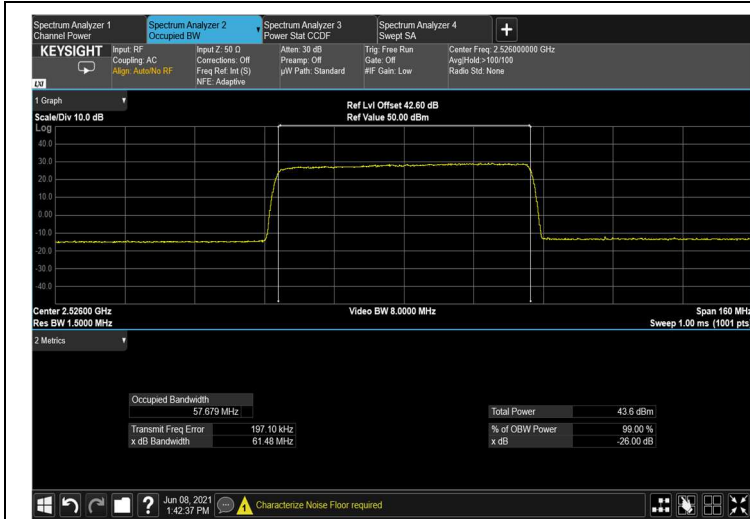 Spectrum Analyzer 1
Channel Power
Spectrum Analyzer 2
Occupied BW
Spectrum Analyzer 3
Power Stat CCDF
Spectrum Analyzer 4
Swept SA
KEYSIGHT
Input: RF
Coupling: AC
Align: Auto/No RF
Input Z: 50 Ω
Corrections: Off
Freq Ref: Int (S)
NFE: Adaptive
Atten: 30 dB
Preamp: Off
µW Path: Standard
Trig: Free Run
Gate: Off
#IF Gain: Low
Center Freq: 2.526000000 GHz
Avg|Hold:>100/100
Radio Std: None
LXI
1 Graph
Scale/Div 10.0 dB
Ref Lvl Offset 42.60 dB
Ref Value 50.00 dBm
Log
40.0
30.0
20.0
10.0
0.00
-10.0
-20.0
-30.0
-40.0
Center 2.52600 GHz
Res BW 1.5000 MHz
Video BW 8.0000 MHz
Span 160 MHz
Sweep 1.00 ms (1001 pts)
2 Metrics
Occupied Bandwidth
57.679 MHz
Transmit Freq Error 197.10 kHz
x dB Bandwidth 61.48 MHz
Total Power 43.6 dBm
% of OBW Power 99.00 %
x dB -26.00 dB
Jun 08, 2021
1:42:37 PM
1
Characterize Noise Floor required